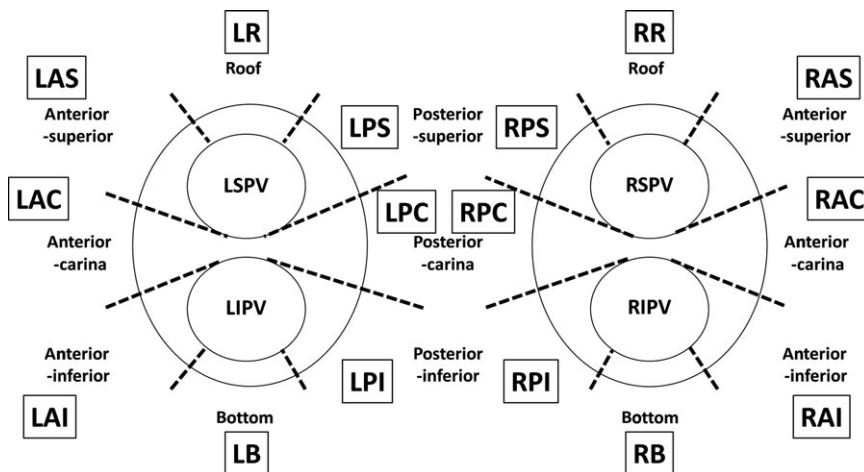 LR
RR
Roof
Roof
LAS
RAS
Anterior
-superior
LPS
Posterior
-superior
RPS
Anterior
-superior
LSPV
RSPV
LAC
LPC
RPC
RAC
Anterior
-carina
Posterior
-carina
Anterior
-carina
LIPV
RIPV
Anterior
-inferior
LPI
Posterior
-inferior
RPI
Anterior
-inferior
LAI
Bottom
Bottom
RAI
LB
RB